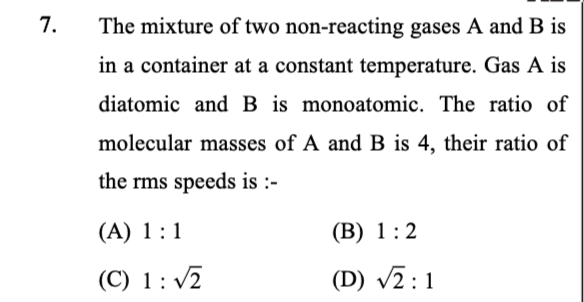 7. The mixture of two non-reacting gases A and B is
in a container at a constant temperature. Gas A is
diatomic and B is monoatomic. The ratio of
molecular masses of A and B is 4, their ratio of
the rms speeds is :-
(A) 1 : 1 (B) 1 : 2
(C) 1 : √2 (D) √2 : 1